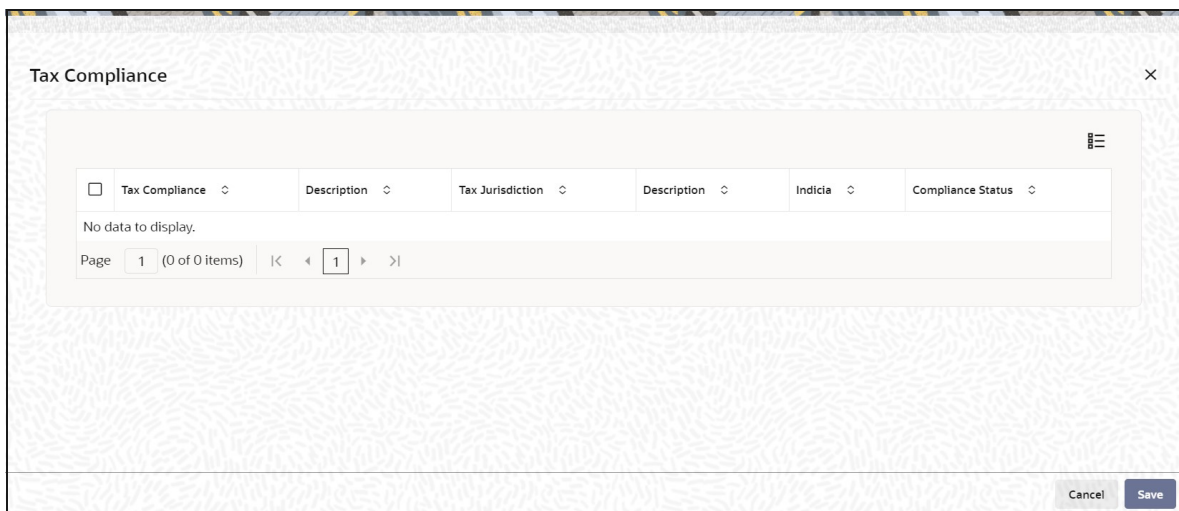 Tax Compliance
Tax Compliance Description Tax Jurisdiction Description Indicia Compliance Status
No data to display.
Page 1 (0 of 0 items) 1
Cancel Save